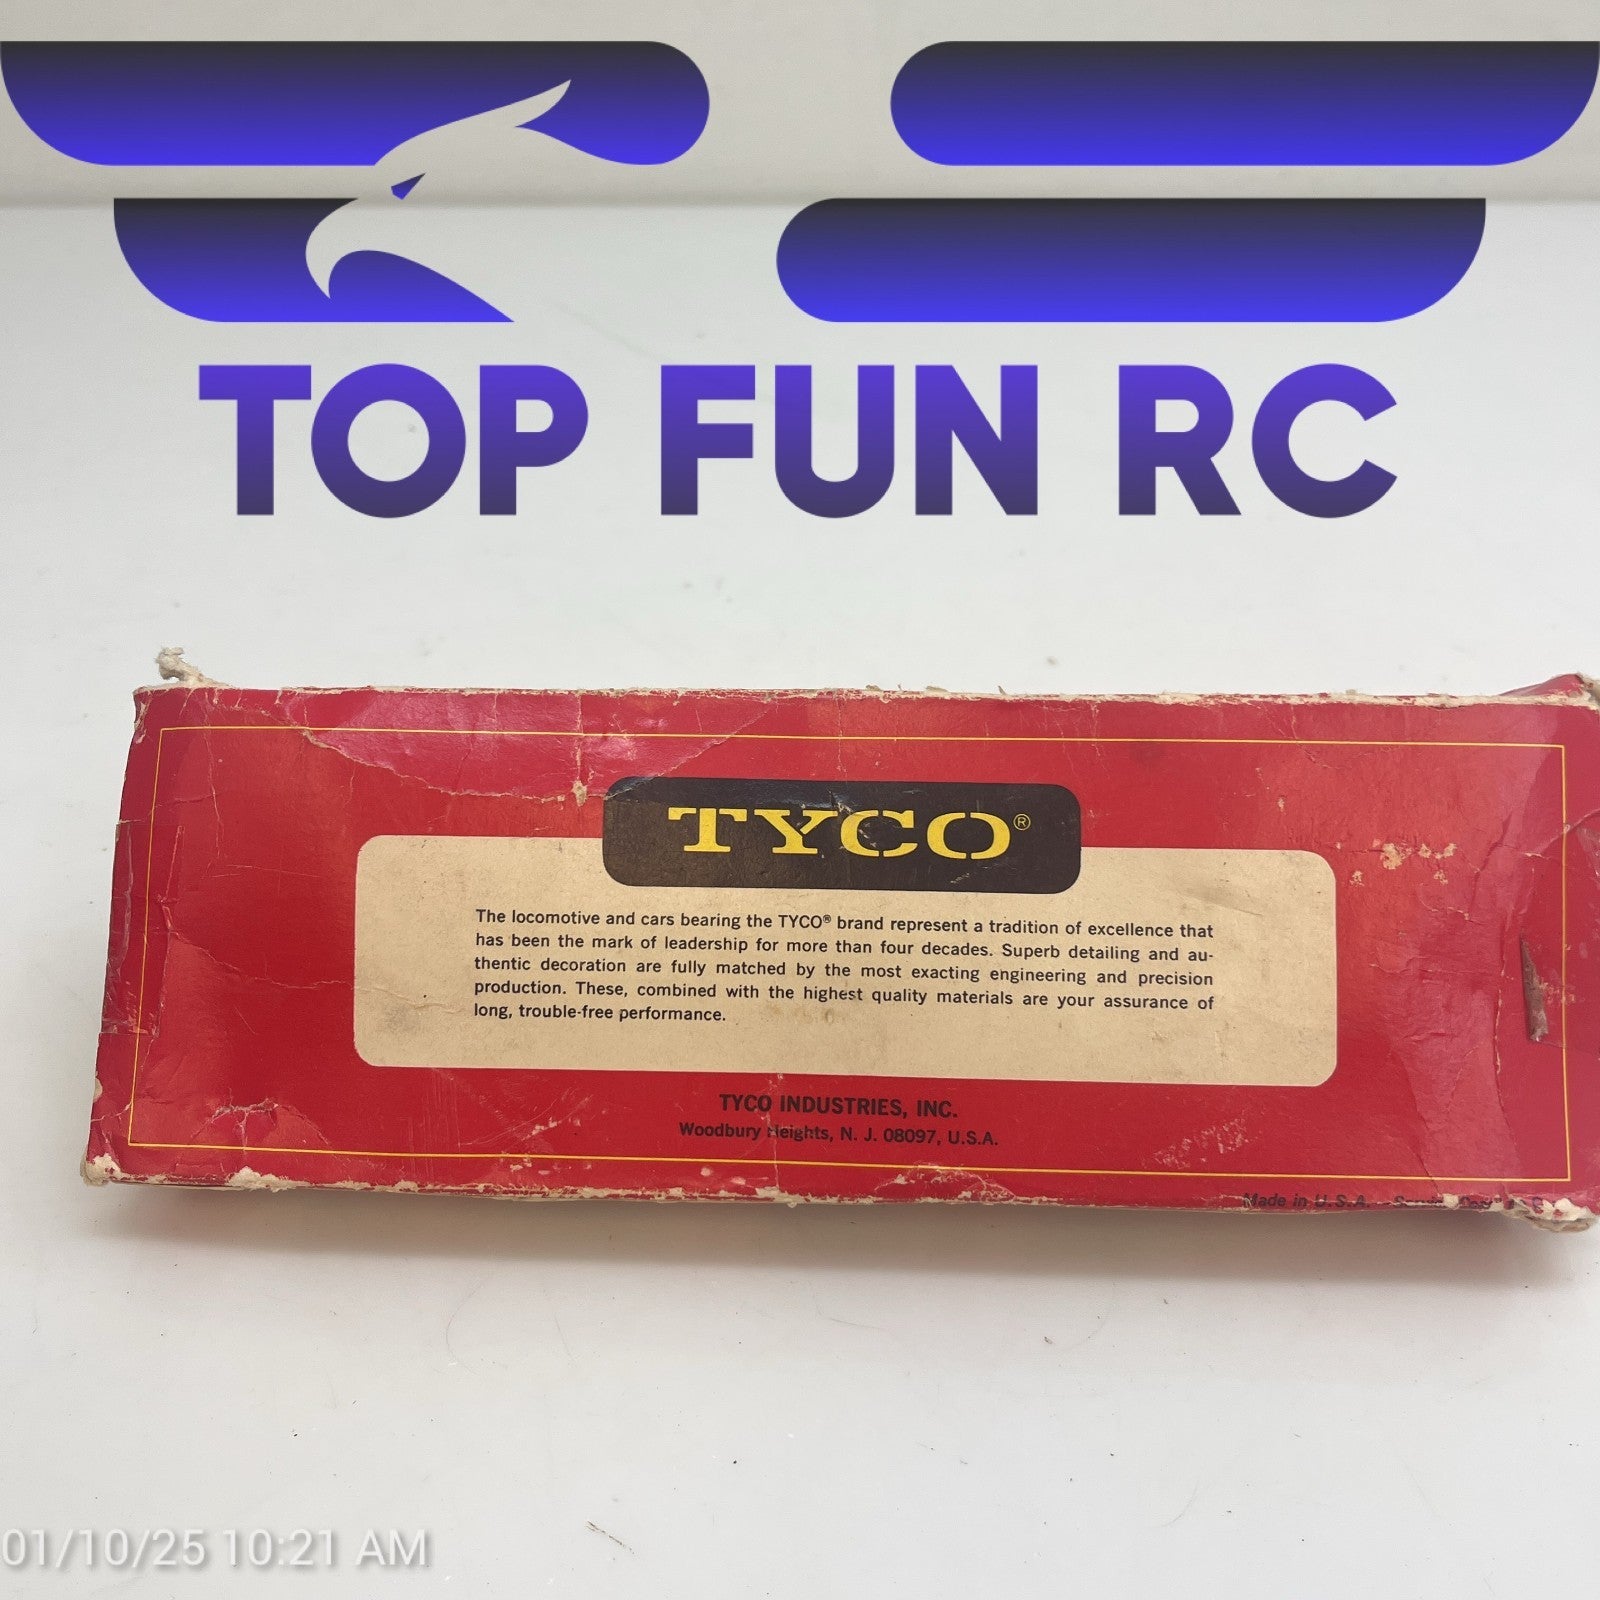 TOP FUN RC
TYCO®
The locomotive and cars bearing the TYCO® brand represent a tradition of excellence that
has been the mark of leadership for more than four decades. Superb detailing and au-
thentic decoration are fully matched by the most exacting engineering and precision
production. These, combined with the highest quality materials are your assurance of
long, trouble-free performance.
TYCO INDUSTRIES, INC.
Woodbury Heights, N. J. 08097, U.S.A.
Made in U.S.A.
01/10/25 10:21 AM